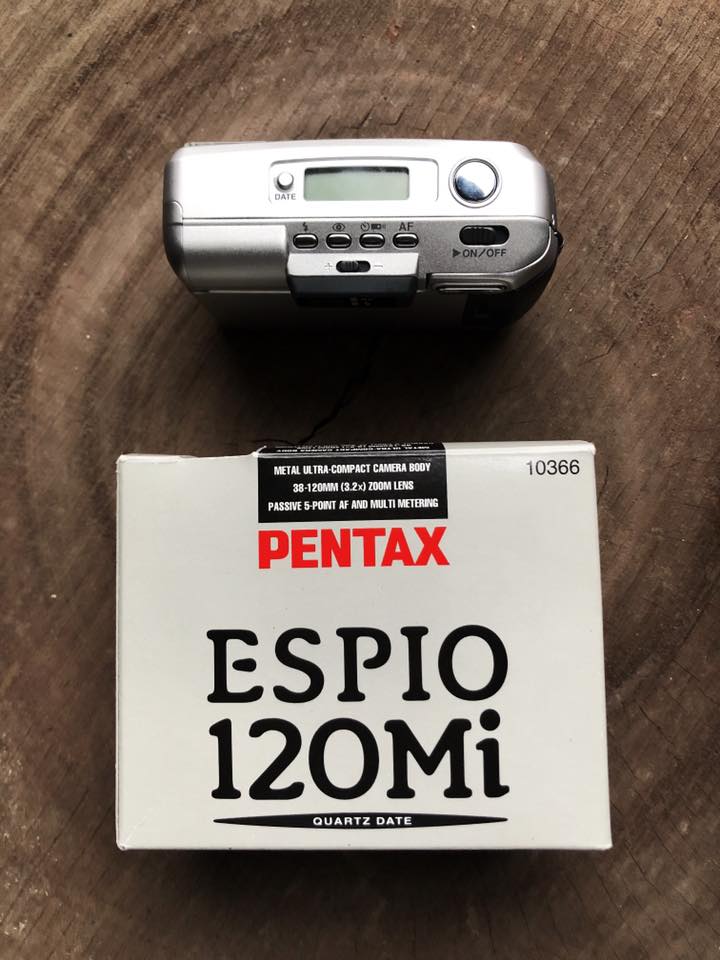 DATE
AF
+ −
▶ON/OFF
METAL ULTRA-COMPACT CAMERA BODY
38-120MM (3.2x) ZOOM LENS
PASSIVE 5-POINT AF AND MULTI METERING
10366
PENTAX
ESPIO
120Mi
QUARTZ DATE